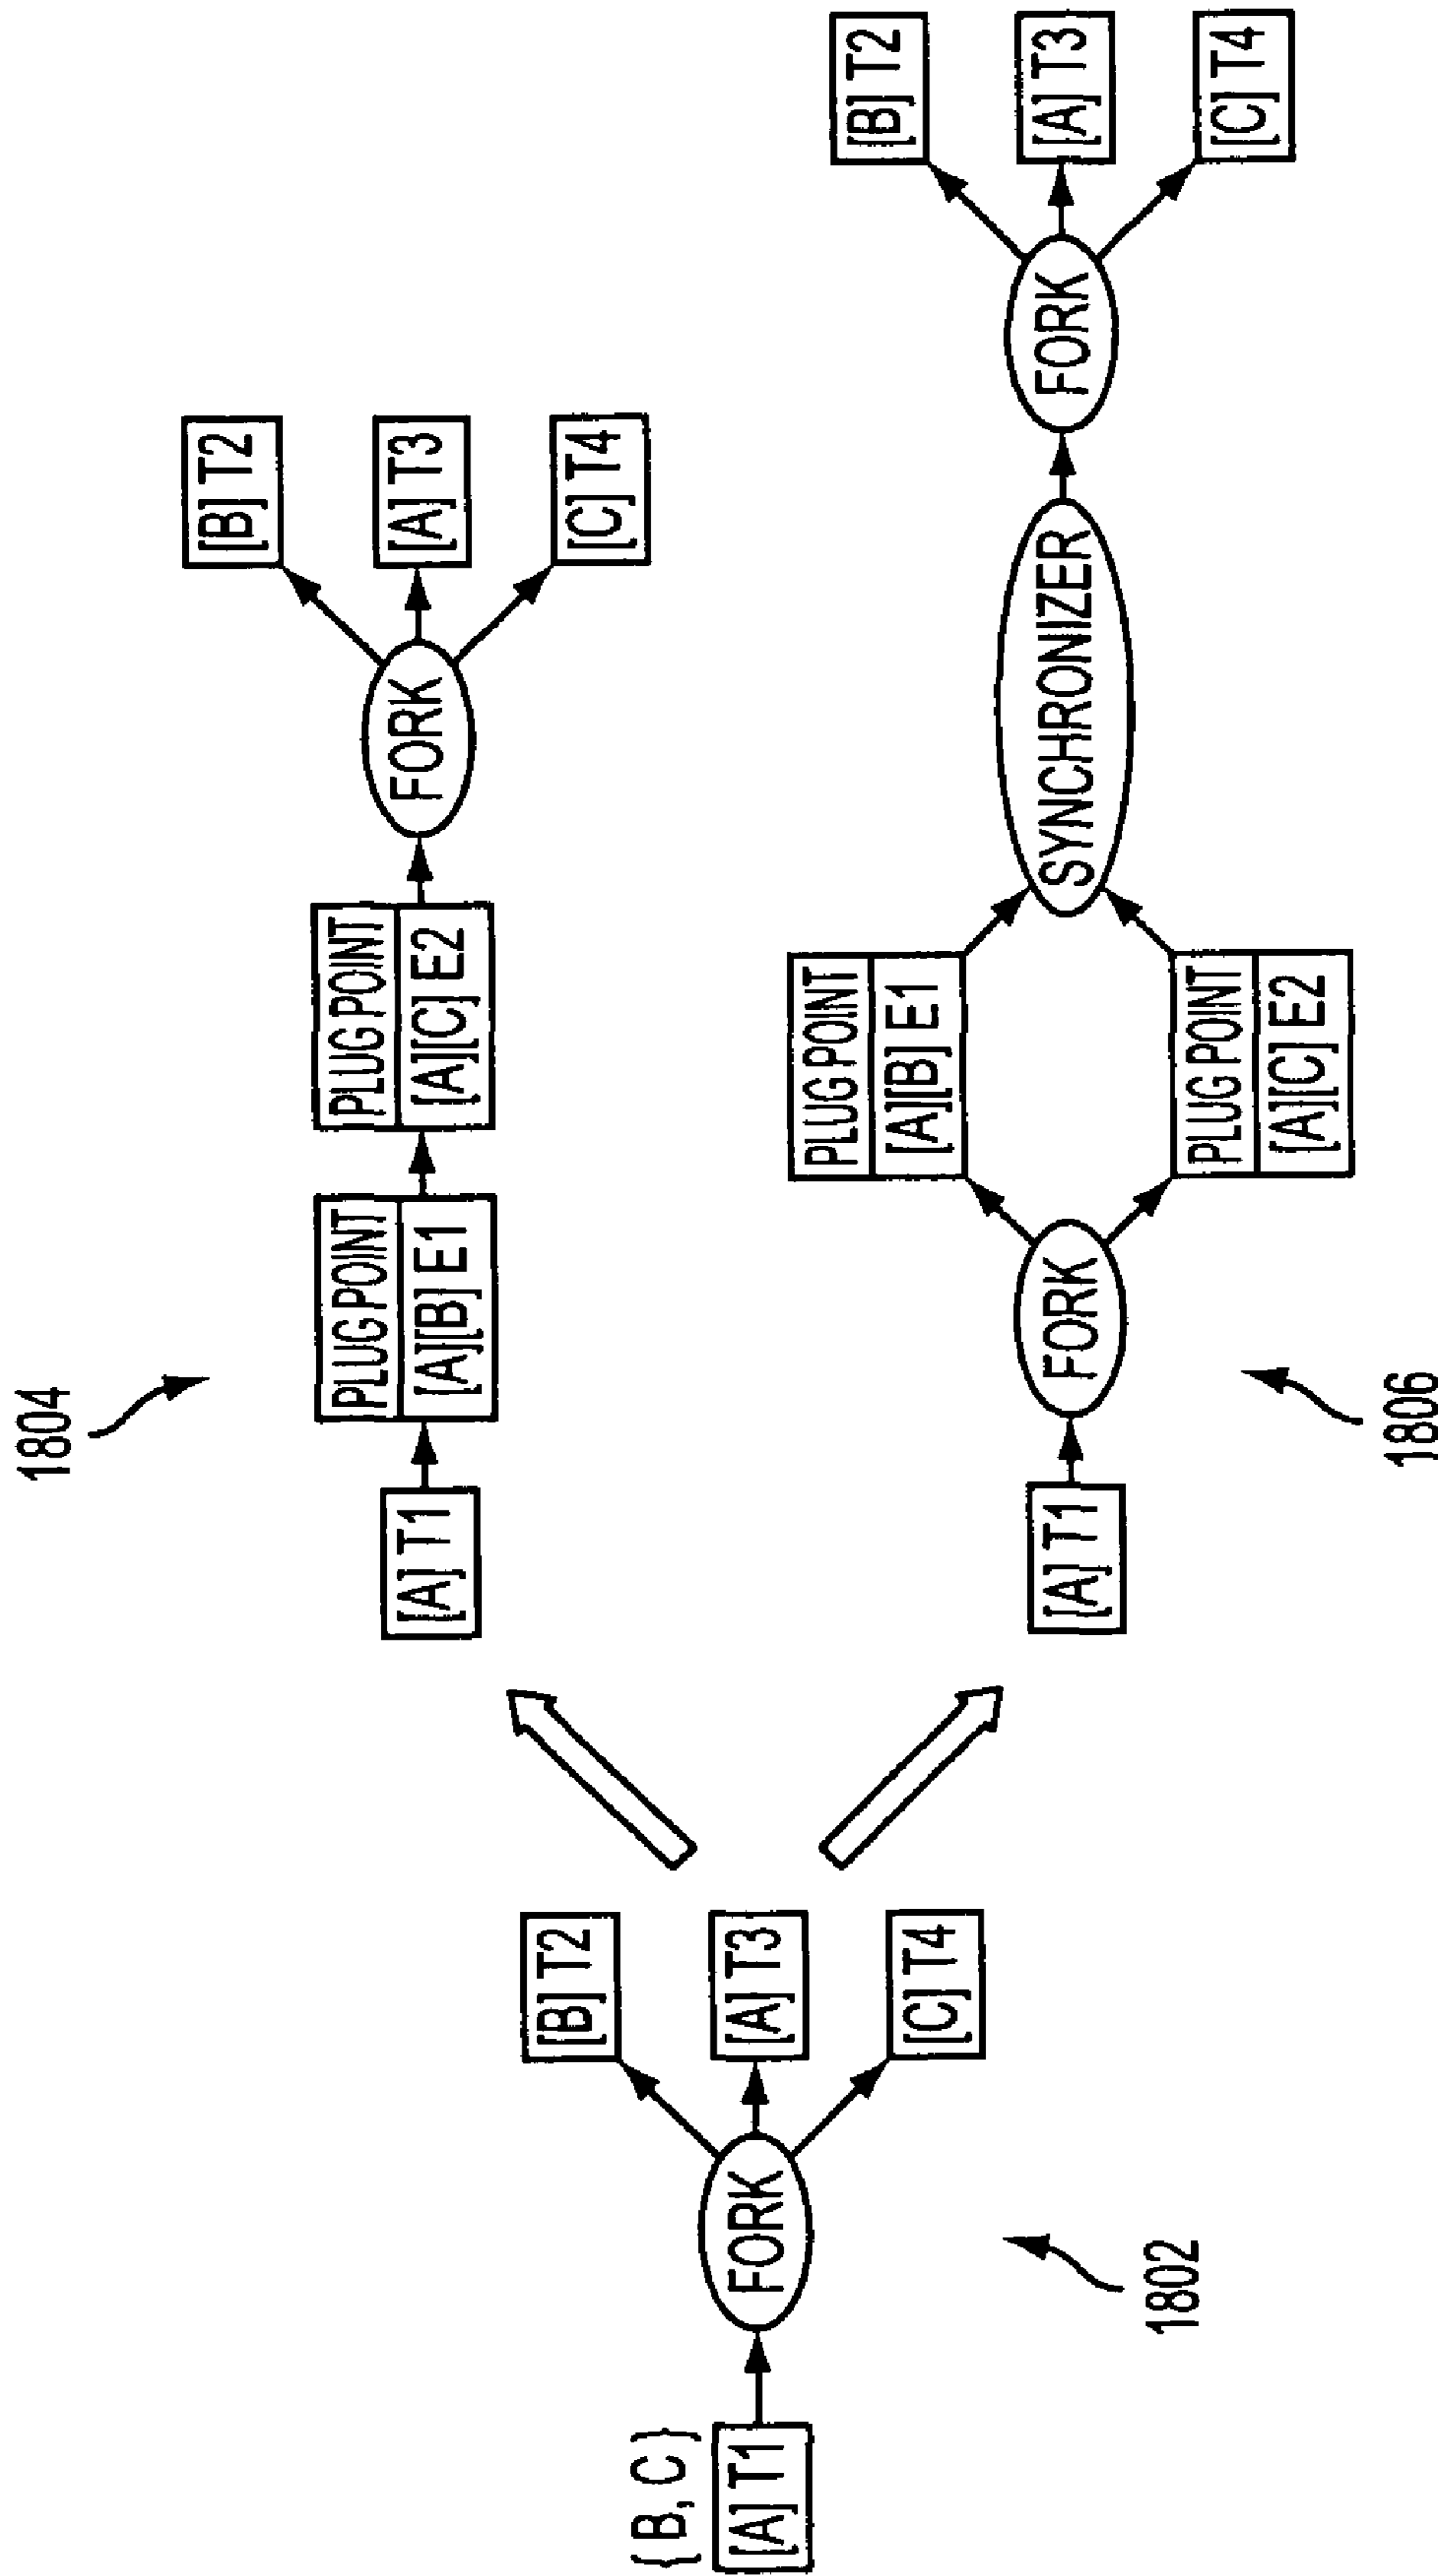 { B, C }
[A] T1
FORK
[B] T2
[A] T3
[C] T4
1802
1804
[A] T1
PLUG POINT
[A][B] E1
PLUG POINT
[A][C] E2
FORK
[B] T2
[A] T3
[C] T4
1806
[A] T1
FORK
PLUG POINT
[A][B] E1
PLUG POINT
[A][C] E2
SYNCHRONIZER
FORK
[B] T2
[A] T3
[C] T4